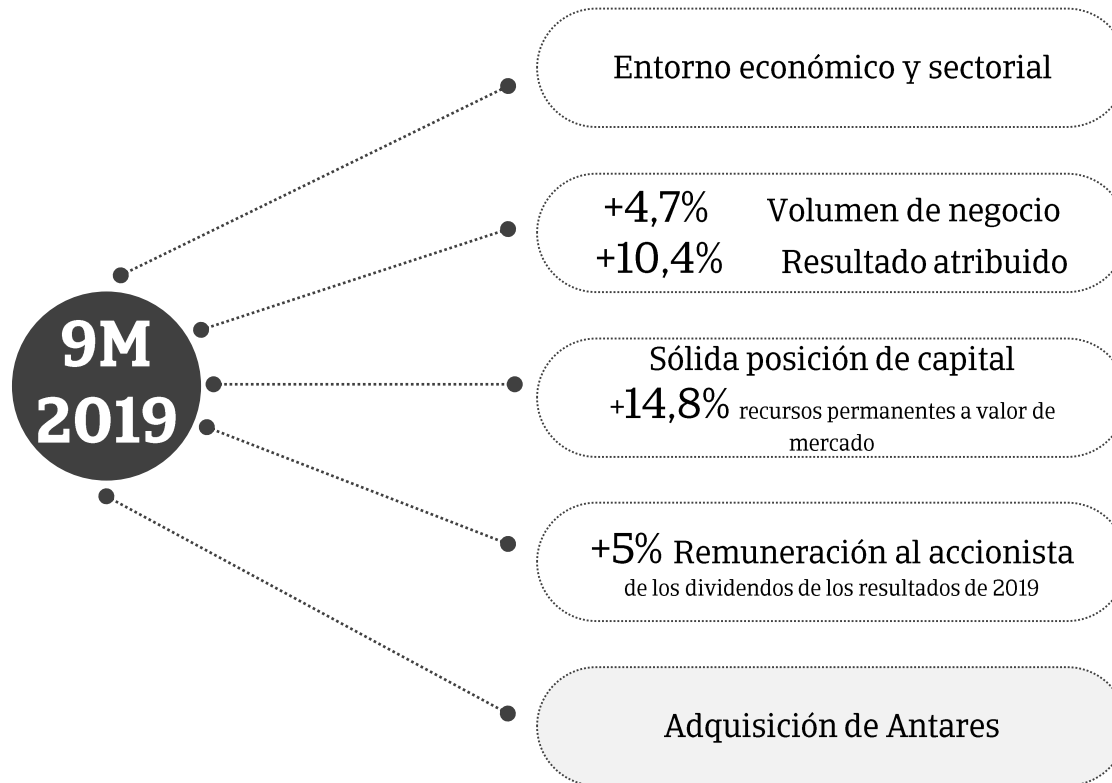 9M
2019
Entorno económico y sectorial
+4,7% Volumen de negocio
+10,4% Resultado atribuido
Sólida posición de capital
+14,8% recursos permanentes a valor de
mercado
+5% Remuneración al accionista
de los dividendos de los resultados de 2019
Adquisición de Antares